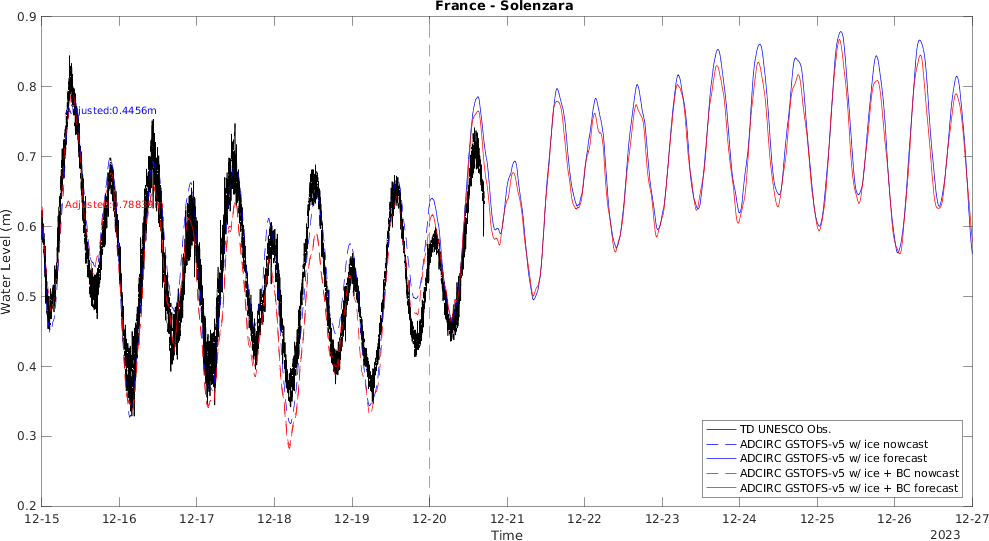 France - Solenzara
0.9
0.8
0.7
0.6
0.5
0.4
0.3
0.2
Water Level (m)
Adjusted:0.4456m
TD UNESCO Obs.
ADCIRC GSTOFS-v5 w/ ice nowcast
ADCIRC GSTOFS-v5 w/ ice forecast
ADCIRC GSTOFS-v5 w/ ice + BC nowcast
ADCIRC GSTOFS-v5 w/ ice + BC forecast
12-15 12-16 12-17 12-18 12-19 12-20 12-21 12-22 12-23 12-24 12-25 12-26 12-27
Time
2023